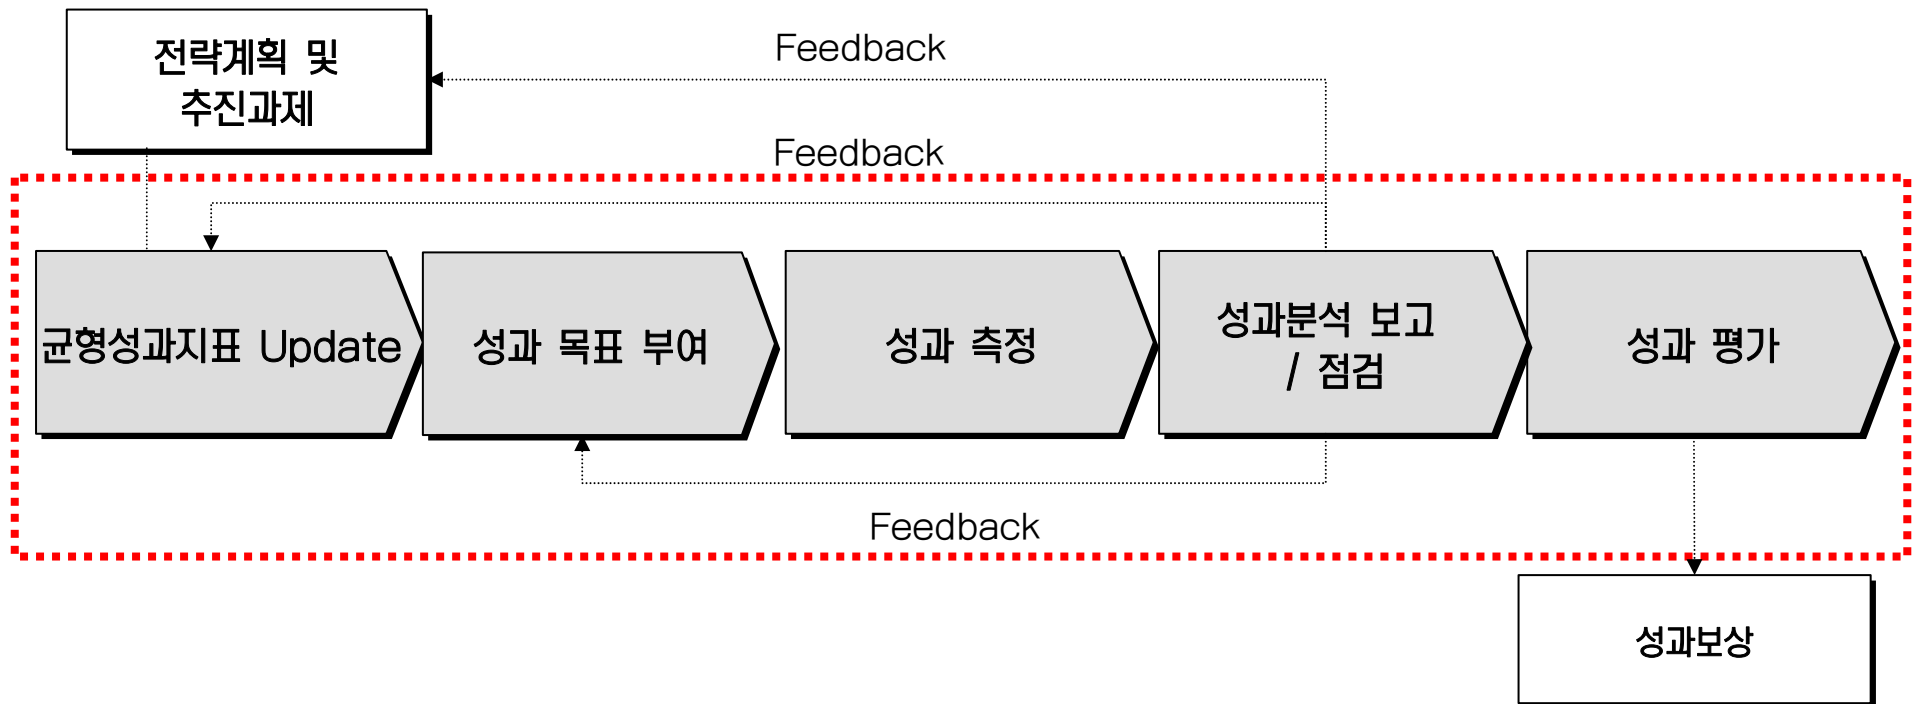 전략계획 및
추진과제
Feedback
Feedback
균형성과지표 Update
성과 목표 부여
성과 측정
성과분석 보고
/ 점검
성과 평가
Feedback
성과보상